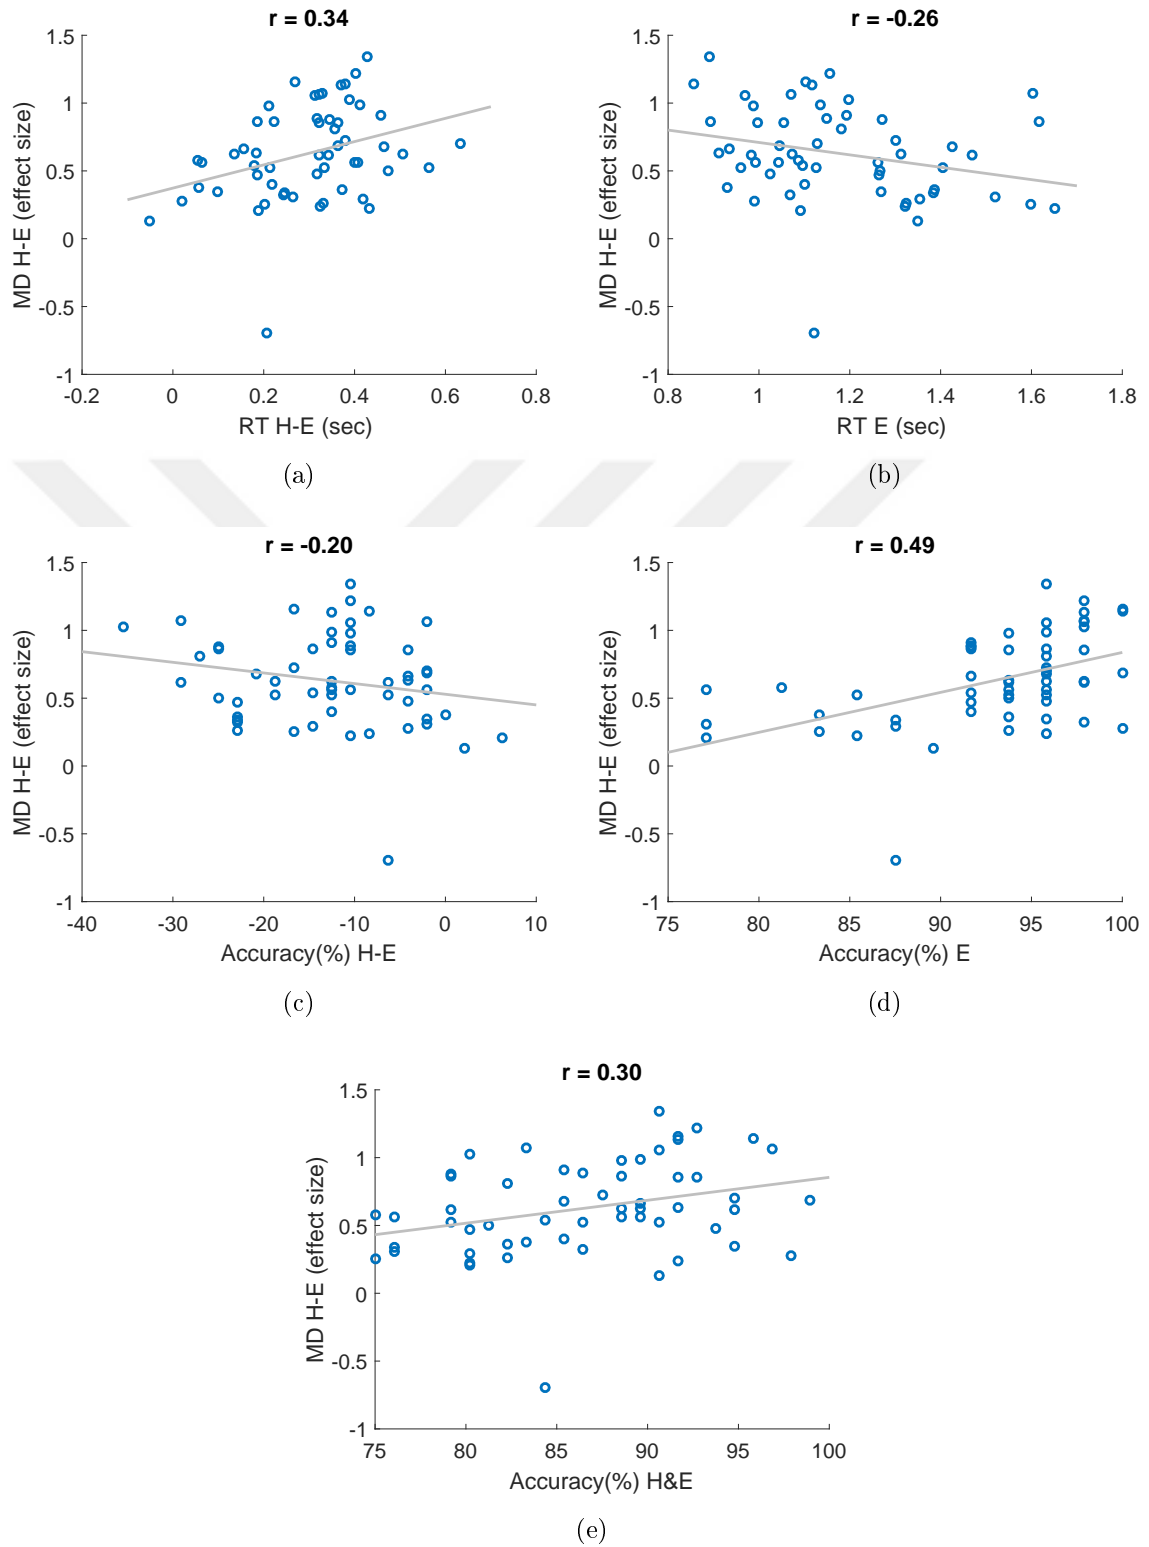 r = 0.34
1.5
1
0.5
0
-0.5
-1
-0.2 0 0.2 0.4 0.6 0.8
MD H-E (effect size)
RT H-E (sec)
(a)
r = -0.26
1.5
1
0.5
0
-0.5
-1
0.8 1 1.2 1.4 1.6 1.8
MD H-E (effect size)
RT E (sec)
(b)
r = -0.20
1.5
1
0.5
0
-0.5
-1
-40 -30 -20 -10 0 10
MD H-E (effect size)
Accuracy(%) H-E
(c)
r = 0.49
1.5
1
0.5
0
-0.5
-1
75 80 85 90 95 100
MD H-E (effect size)
Accuracy(%) E
(d)
r = 0.30
1.5
1
0.5
0
-0.5
-1
75 80 85 90 95 100
MD H-E (effect size)
Accuracy(%) H&E
(e)